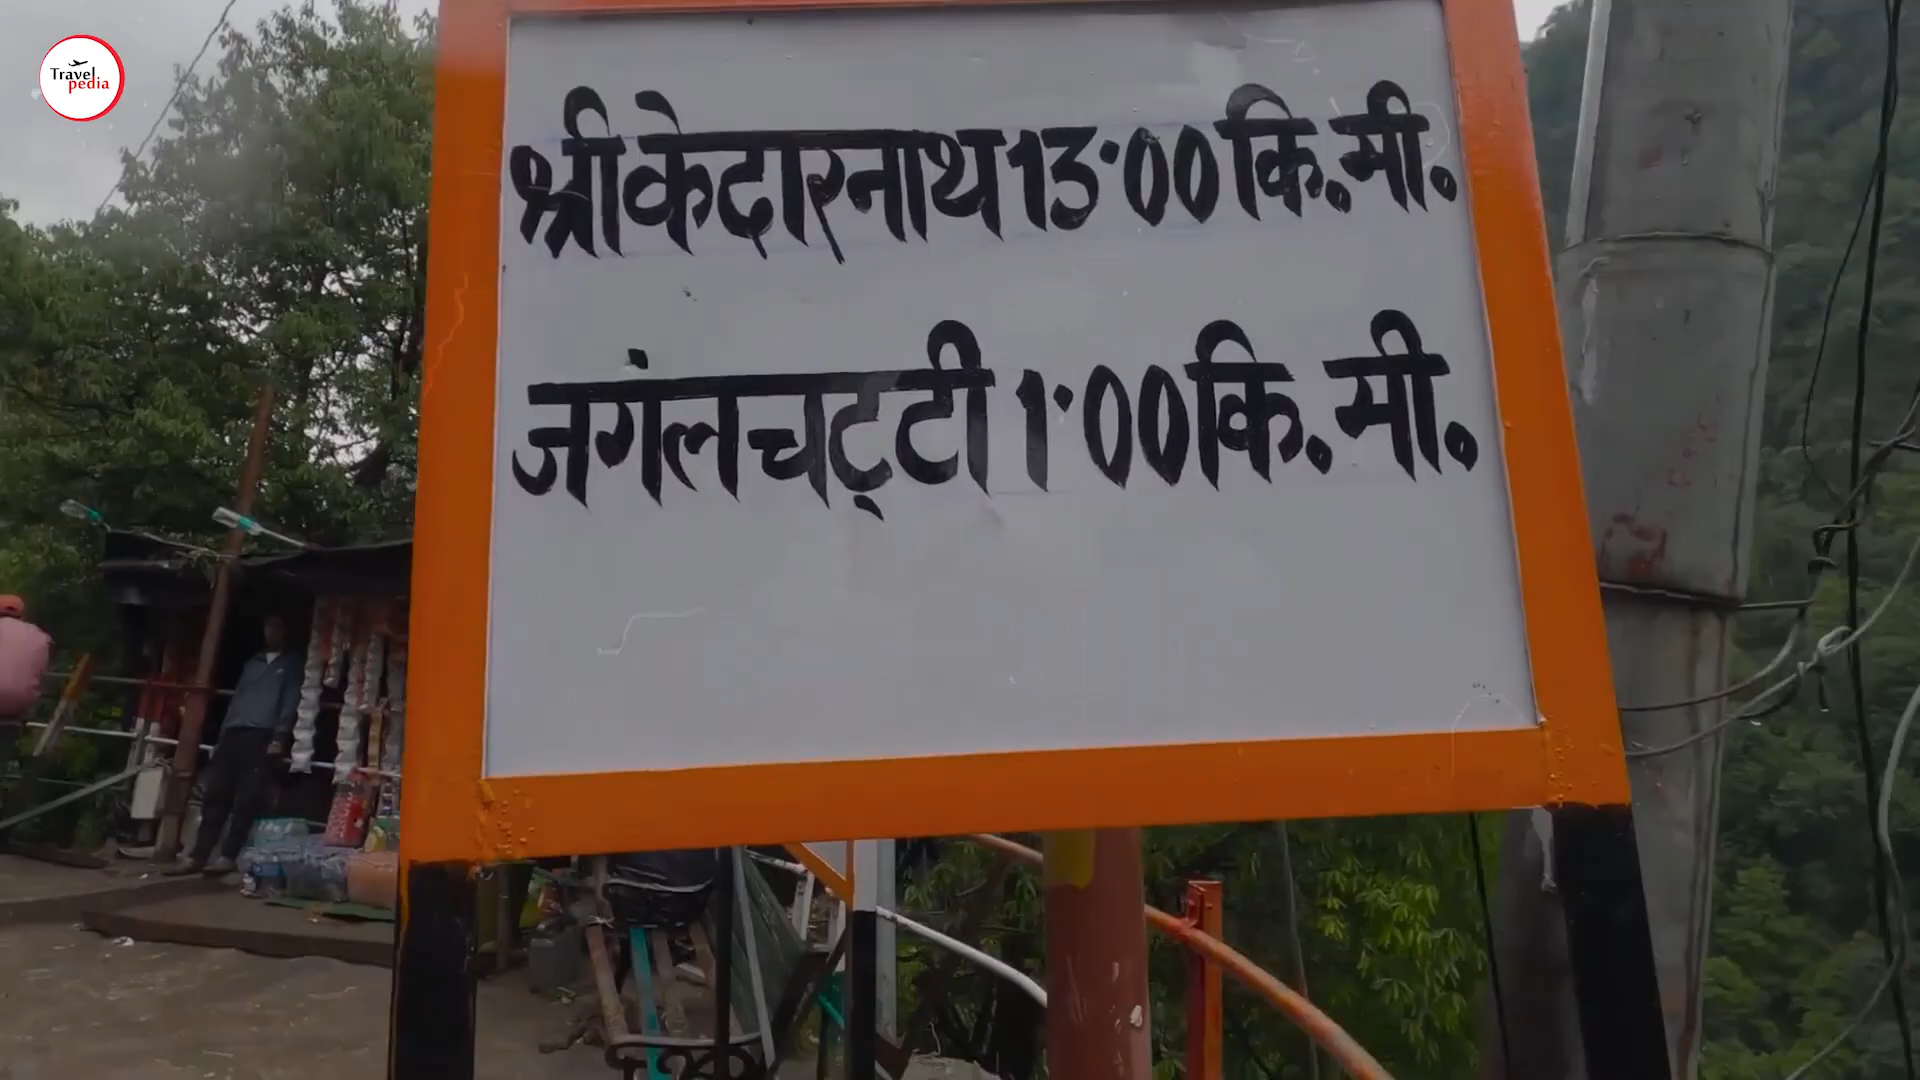 Travel
pedia
श्री केदारनाथ 13·00 कि.मी.
जगंलचट्टी 1·00 कि.मी.